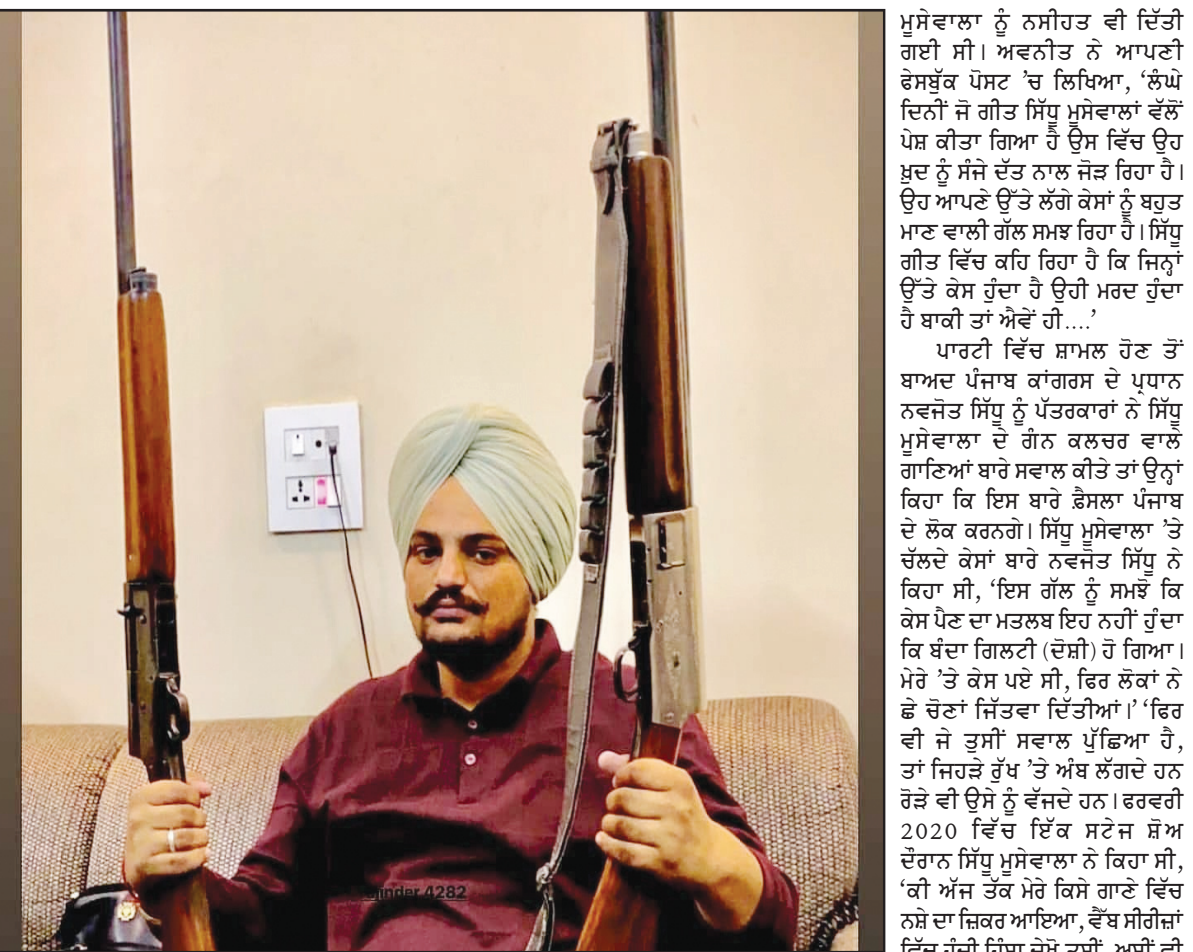 ਮੂਸੇਵਾਲਾ ਨੂੰ ਨਸੀਹਤ ਵੀ ਦਿੱਤੀ
ਗਈ ਸੀ। ਅਵਨੀਤ ਨੇ ਆਪਣੀ
ਫੇਸਬੁੱਕ ਪੋਸਟ ’ਚ ਲਿਖਿਆ, ‘ਲੰਘੇ
ਦਿਨੀਂ ਜੋ ਗੀਤ ਸਿੱਧੂ ਮੂਸੇਵਾਲਾਂ ਵੱਲੋਂ
ਪੇਸ਼ ਕੀਤਾ ਗਿਆ ਹੈ ਉਸ ਵਿੱਚ ਉਹ
ਖ਼ੁਦ ਨੂੰ ਸੰਜੇ ਦੱਤ ਨਾਲ ਜੋੜ ਰਿਹਾ ਹੈ।
ਉਹ ਆਪਣੇ ਉੱਤੇ ਲੱਗੇ ਕੇਸਾਂ ਨੂੰ ਬਹੁਤ
ਮਾਣ ਵਾਲੀ ਗੱਲ ਸਮਝ ਰਿਹਾ ਹੈ। ਸਿੱਧੂ
ਗੀਤ ਵਿੱਚ ਕਹਿ ਰਿਹਾ ਹੈ ਕਿ ਜਿਨ੍ਹਾਂ
ਉੱਤੇ ਕੇਸ ਹੁੰਦਾ ਹੈ ਉਹੀ ਮਰਦ ਹੁੰਦਾ
ਹੈ ਬਾਕੀ ਤਾਂ ਐਵੇਂ ਹੀ....’
ਪਾਰਟੀ ਵਿੱਚ ਸ਼ਾਮਲ ਹੋਣ ਤੋਂ
ਬਾਅਦ ਪੰਜਾਬ ਕਾਂਗਰਸ ਦੇ ਪ੍ਰਧਾਨ
ਨਵਜੋਤ ਸਿੱਧੂ ਨੂੰ ਪੱਤਰਕਾਰਾਂ ਨੇ ਸਿੱਧੂ
ਮੂਸੇਵਾਲਾ ਦੇ ਗੰਨ ਕਲਚਰ ਵਾਲੇ
ਗਾਣਿਆਂ ਬਾਰੇ ਸਵਾਲ ਕੀਤੇ ਤਾਂ ਉਨ੍ਹਾਂ
ਕਿਹਾ ਕਿ ਇਸ ਬਾਰੇ ਫ਼ੈਸਲਾ ਪੰਜਾਬ
ਦੇ ਲੋਕ ਕਰਨਗੇ। ਸਿੱਧੂ ਮੂਸੇਵਾਲਾ ’ਤੇ
ਚੱਲਦੇ ਕੇਸਾਂ ਬਾਰੇ ਨਵਜੋਤ ਸਿੱਧੂ ਨੇ
ਕਿਹਾ ਸੀ, ‘ਇਸ ਗੱਲ ਨੂੰ ਸਮਝੋ ਕਿ
ਕੇਸ ਪੈਣ ਦਾ ਮਤਲਬ ਇਹ ਨਹੀਂ ਹੁੰਦਾ
ਕਿ ਬੰਦਾ ਗਿਲਟੀ (ਦੋਸ਼ੀ) ਹੋ ਗਿਆ।
ਮੇਰੇ ’ਤੇ ਕੇਸ ਪਏ ਸੀ, ਫਿਰ ਲੋਕਾਂ ਨੇ
ਛੇ ਚੋਣਾਂ ਜਿੱਤਵਾ ਦਿੱਤੀਆਂ।’ ‘ਫਿਰ
ਵੀ ਜੇ ਤੁਸੀਂ ਸਵਾਲ ਪੁੱਛਿਆ ਹੈ,
ਤਾਂ ਜਿਹੜੇ ਰੁੱਖ ’ਤੇ ਅੰਬ ਲੱਗਦੇ ਹਨ
ਰੋੜੇ ਵੀ ਉਸੇ ਨੂੰ ਵੱਜਦੇ ਹਨ। ਫਰਵਰੀ
2020 ਵਿੱਚ ਇੱਕ ਸਟੇਜ ਸ਼ੋਅ
ਦੌਰਾਨ ਸਿੱਧੂ ਮੂਸੇਵਾਲਾ ਨੇ ਕਿਹਾ ਸੀ,
‘ਕੀ ਅੱਜ ਤੱਕ ਮੇਰੇ ਕਿਸੇ ਗਾਣੇ ਵਿੱਚ
ਨਸ਼ੇ ਦਾ ਜ਼ਿਕਰ ਆਇਆ, ਵੈੱਬ ਸੀਰੀਜ਼ਾਂ
4282